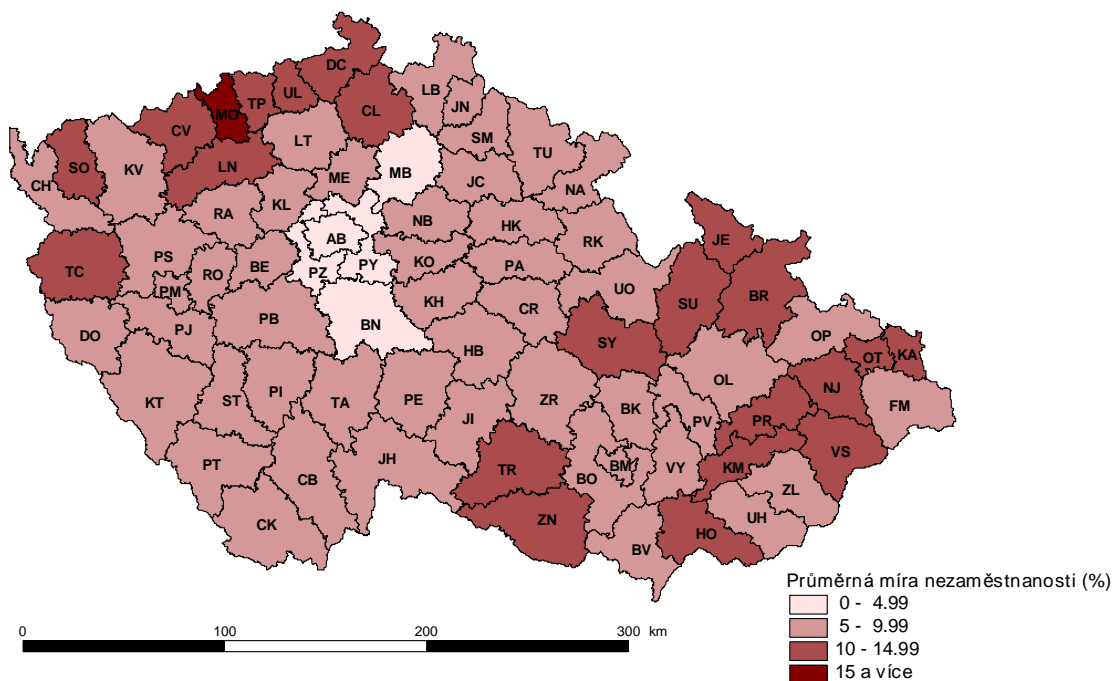 DC
LB
UL
TP
MO
CL
JN
CV
LT
SM
TU
SO
LN
ME
MB
JC
NA
CH
KV
KL
RA
NB
HK
RK
AB
PS
RO
BE
PZ
PY
KO
PA
JE
TC
PM
KH
CR
UO
SU
BR
DO
PJ
PB
BN
HB
SY
OP
OT
KA
KT
ST
PI
TA
PE
ZR
OL
NJ
FM
JI
BK
PV
PR
VS
PT
CB
JH
TR
BO
BM
VY
KM
ZL
CK
ZN
BV
HO
UH
Průměrná míra nezaměstnanosti (%)
0 - 4.99
5 - 9.99
10 - 14.99
15 a více
0 100 200 300 km